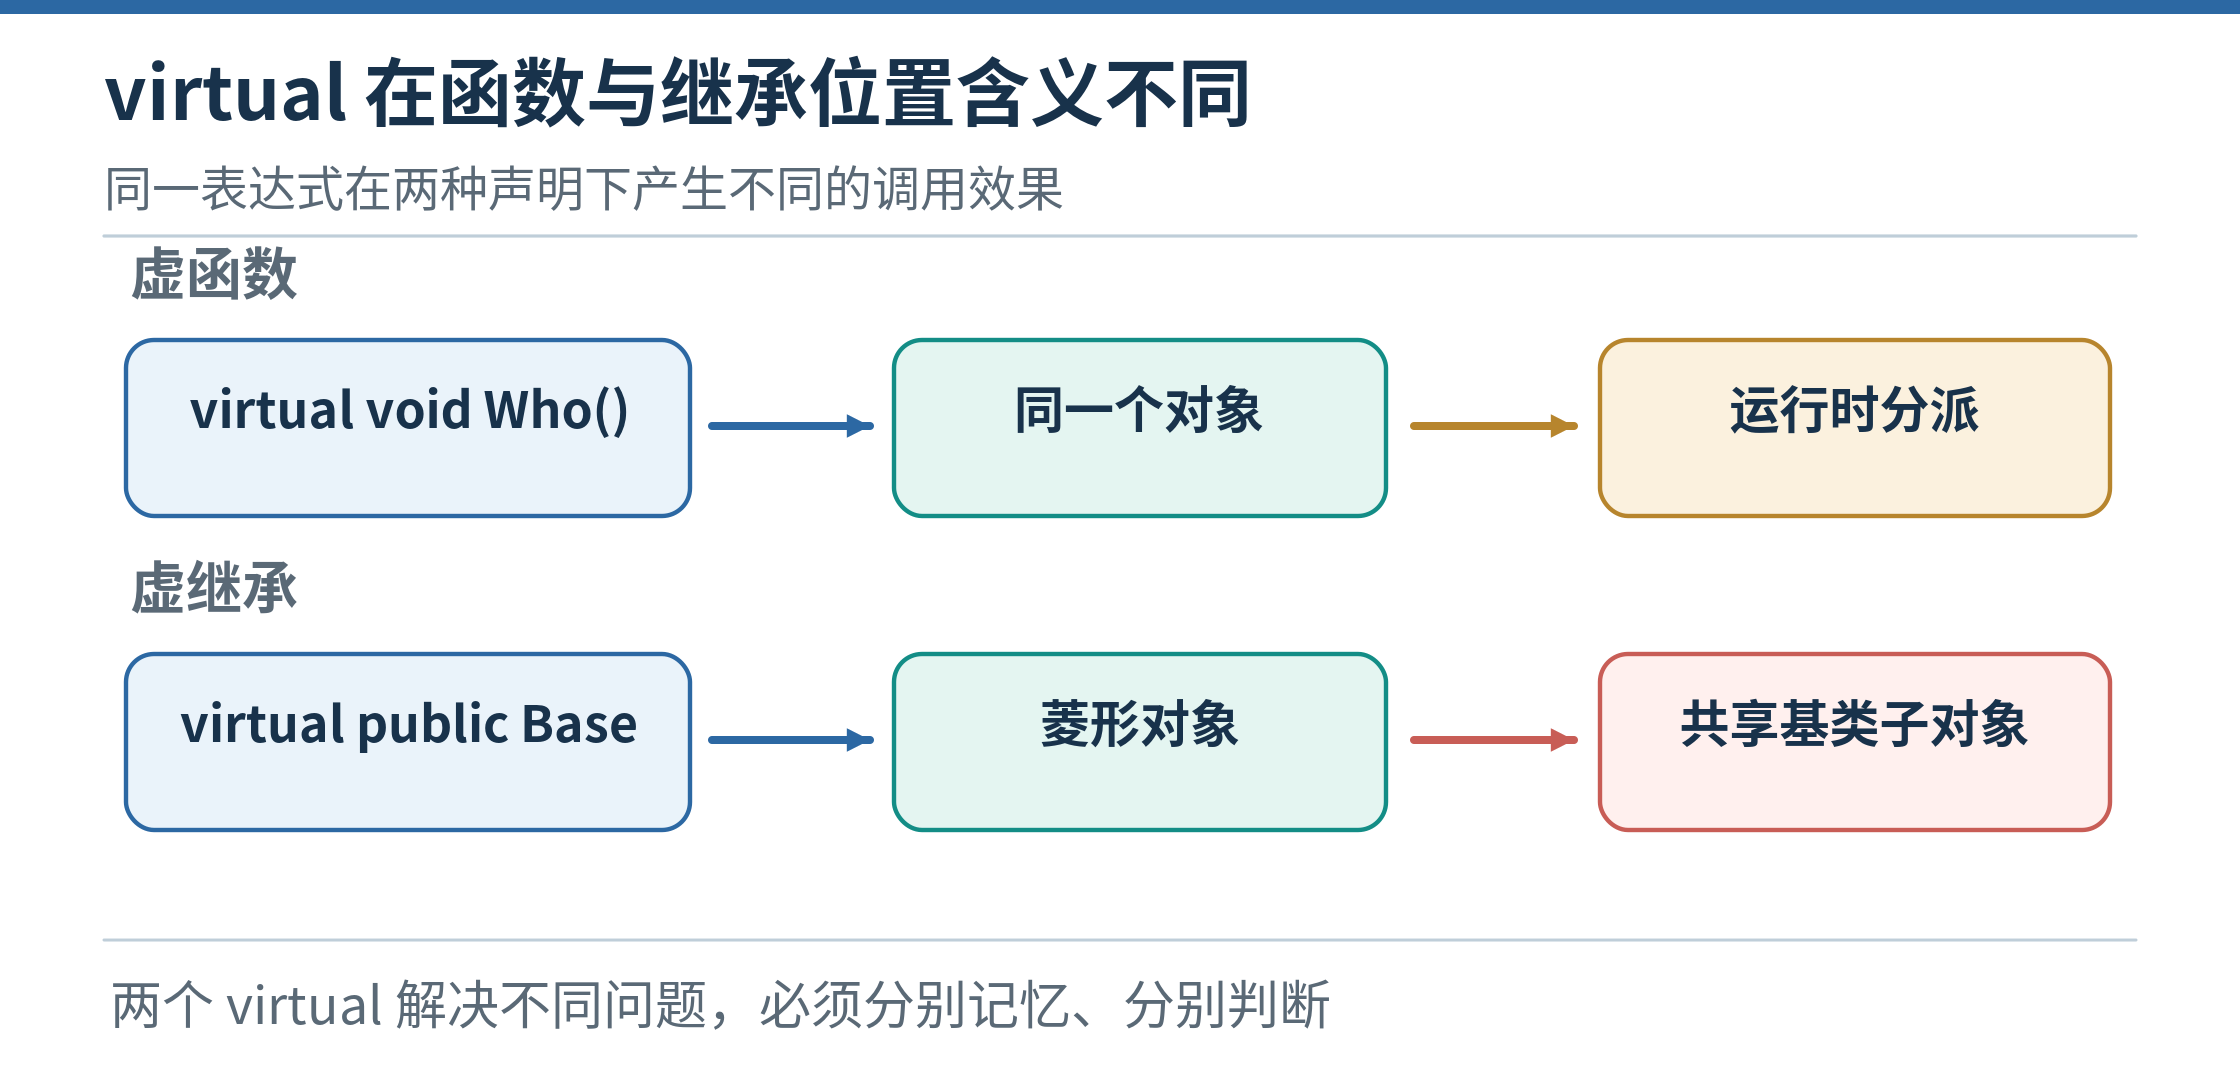 virtual 在函数与继承位置含义不同
同一表达式在两种声明下产生不同的调用效果
虚函数
virtual void Who()
同一个对象
运行时分派
虚继承
virtual public Base
菱形对象
共享基类子对象
两个 virtual 解决不同问题，必须分别记忆、分别判断